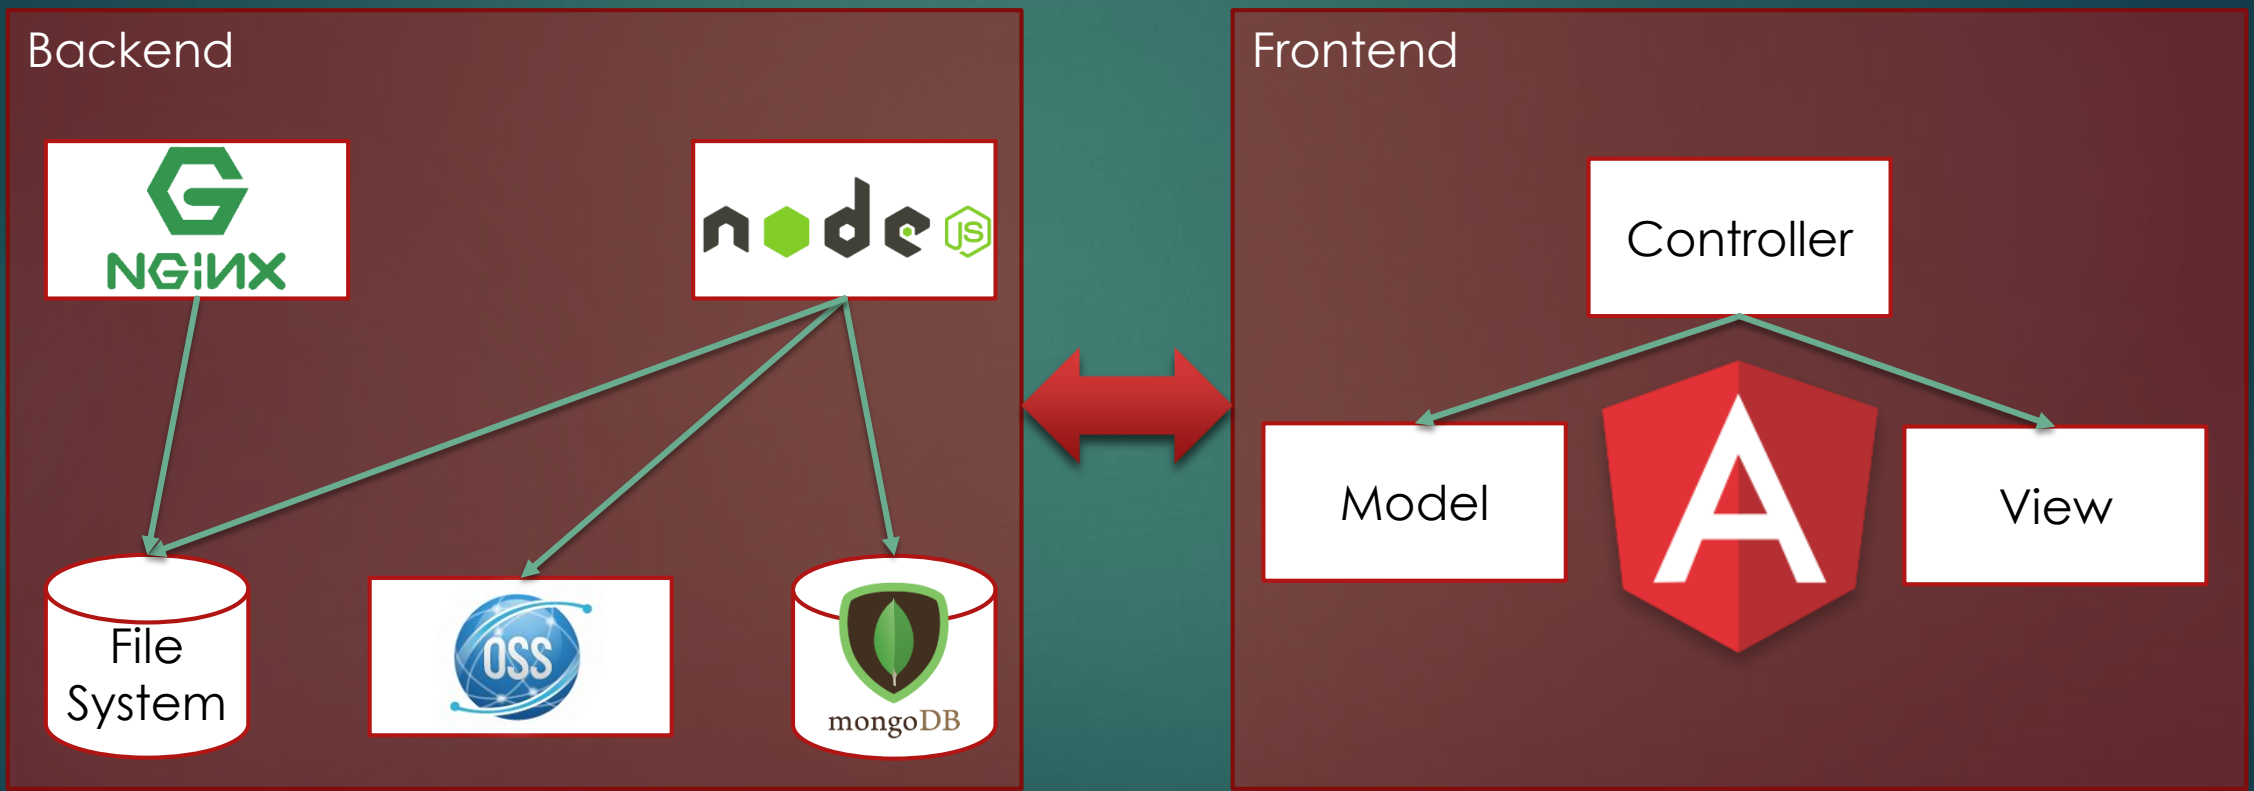 Backend
NGiNX
node JS
File
System
OSS
mongoDB
Frontend
Controller
Model
A
View